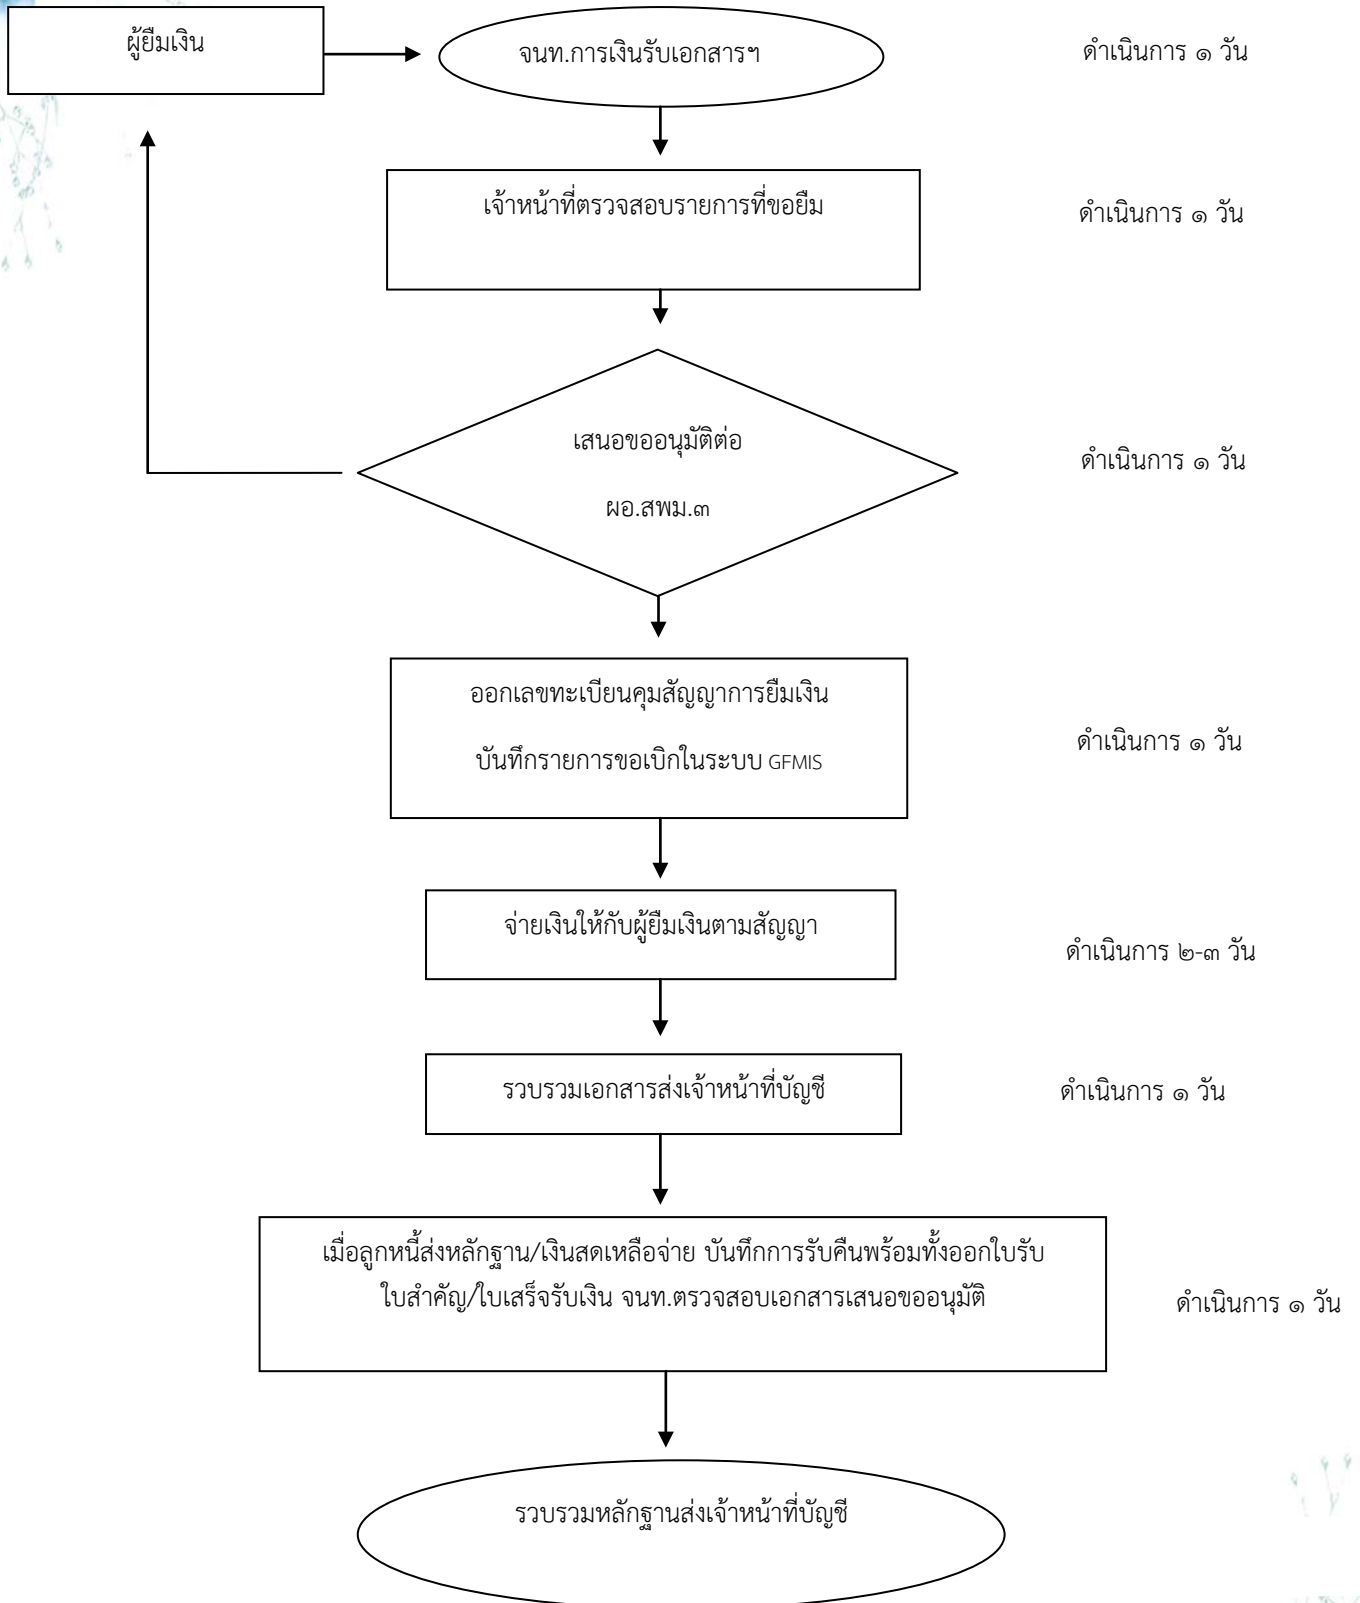 ผู้ยืมเงิน
จนท.การเงินรับเอกสารฯ
ดำเนินการ ๑ วัน
เจ้าหน้าที่ตรวจสอบรายการที่ขอยืม
ดำเนินการ ๑ วัน
เสนอขออนุมัติต่อ
ผอ.สพม.๓
ดำเนินการ ๑ วัน
ออกเลขทะเบียนคุมสัญญาการยืมเงิน
บันทึกรายการขอเบิกในระบบ GFMIS
ดำเนินการ ๑ วัน
จ่ายเงินให้กับผู้ยืมเงินตามสัญญา
ดำเนินการ ๒-๓ วัน
รวบรวมเอกสารส่งเจ้าหน้าที่บัญชี
ดำเนินการ ๑ วัน
เมื่อลูกหนี้ส่งหลักฐาน/เงินสดเหลือจ่าย บันทึกการรับคืนพร้อมทั้งออกใบรับ
ใบสำคัญ/ใบเสร็จรับเงิน จนท.ตรวจสอบเอกสารเสนอขออนุมัติ
ดำเนินการ ๑ วัน
รวบรวมหลักฐานส่งเจ้าหน้าที่บัญชี